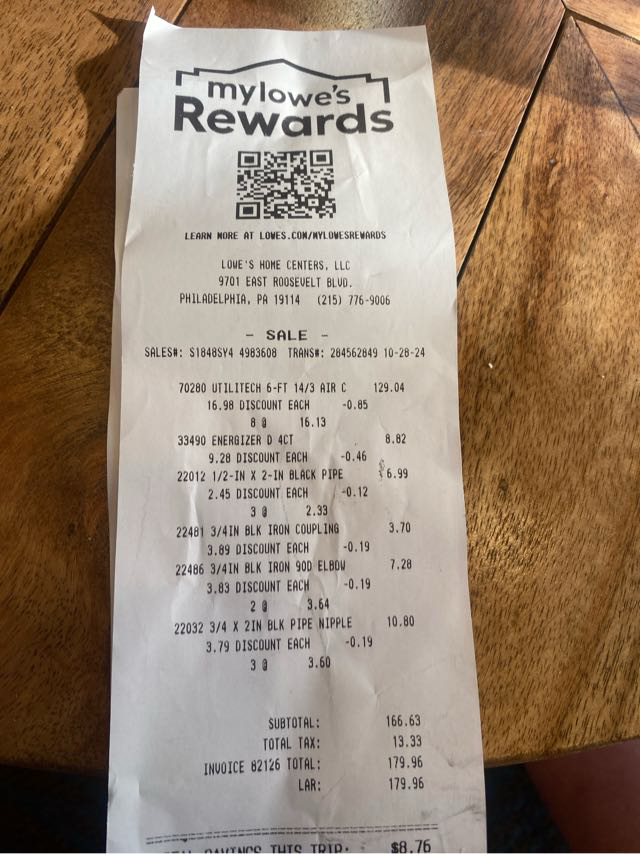 mylowe's
Rewards
LEARN MORE AT LOWES.COM/MYLOWESREWARDS
LOWE'S HOME CENTERS, LLC
9701 EAST ROOSEVELT BLVD.
PHILADELPHIA, PA 19114 (215) 776-9006
- SALE -
SALES#: S1848SY4 4983608 TRANS#: 284562849 10-28-24
70280 UTILITECH 6-FT 14/3 AIR C 129.04
16.98 DISCOUNT EACH -0.85
8 @ 16.13
33490 ENERGIZER D 4CT 8.82
9.28 DISCOUNT EACH -0.46
22012 1/2-IN X 2-IN BLACK PIPE 6.99
2.45 DISCOUNT EACH -0.12
3 @ 2.33
22481 3/4IN BLK IRON COUPLING 3.70
3.89 DISCOUNT EACH -0.19
22486 3/4IN BLK IRON 90D ELBOW 7.28
3.83 DISCOUNT EACH -0.19
2 @ 3.64
22032 3/4 X 2IN BLK PIPE NIPPLE 10.80
3.79 DISCOUNT EACH -0.19
3 @ 3.60
SUBTOTAL: 166.63
TOTAL TAX: 13.33
INVOICE 82126 TOTAL: 179.96
LAR: 179.96
SAVINGS THIS TRIP: $8.76